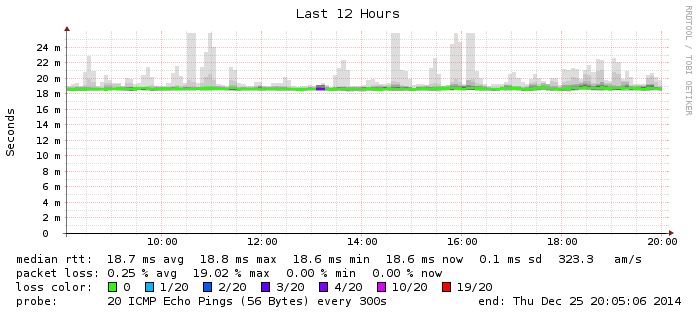 Last 12 Hours
RRDTOOL / TOBI OETIKER
Seconds
24 m
22 m
20 m
18 m
16 m
14 m
12 m
10 m
8 m
6 m
4 m
2 m
0
10:00 12:00 14:00 16:00 18:00 20:00
median rtt: 18.7 ms avg 18.8 ms max 18.6 ms min 18.6 ms now 0.1 ms sd 323.3 am/s
packet loss: 0.25 % avg 19.02 % max 0.00 % min 0.00 % now
loss color: 0 1/20 2/20 3/20 4/20 10/20 19/20
probe: 20 ICMP Echo Pings (56 Bytes) every 300s end: Thu Dec 25 20:05:06 2014